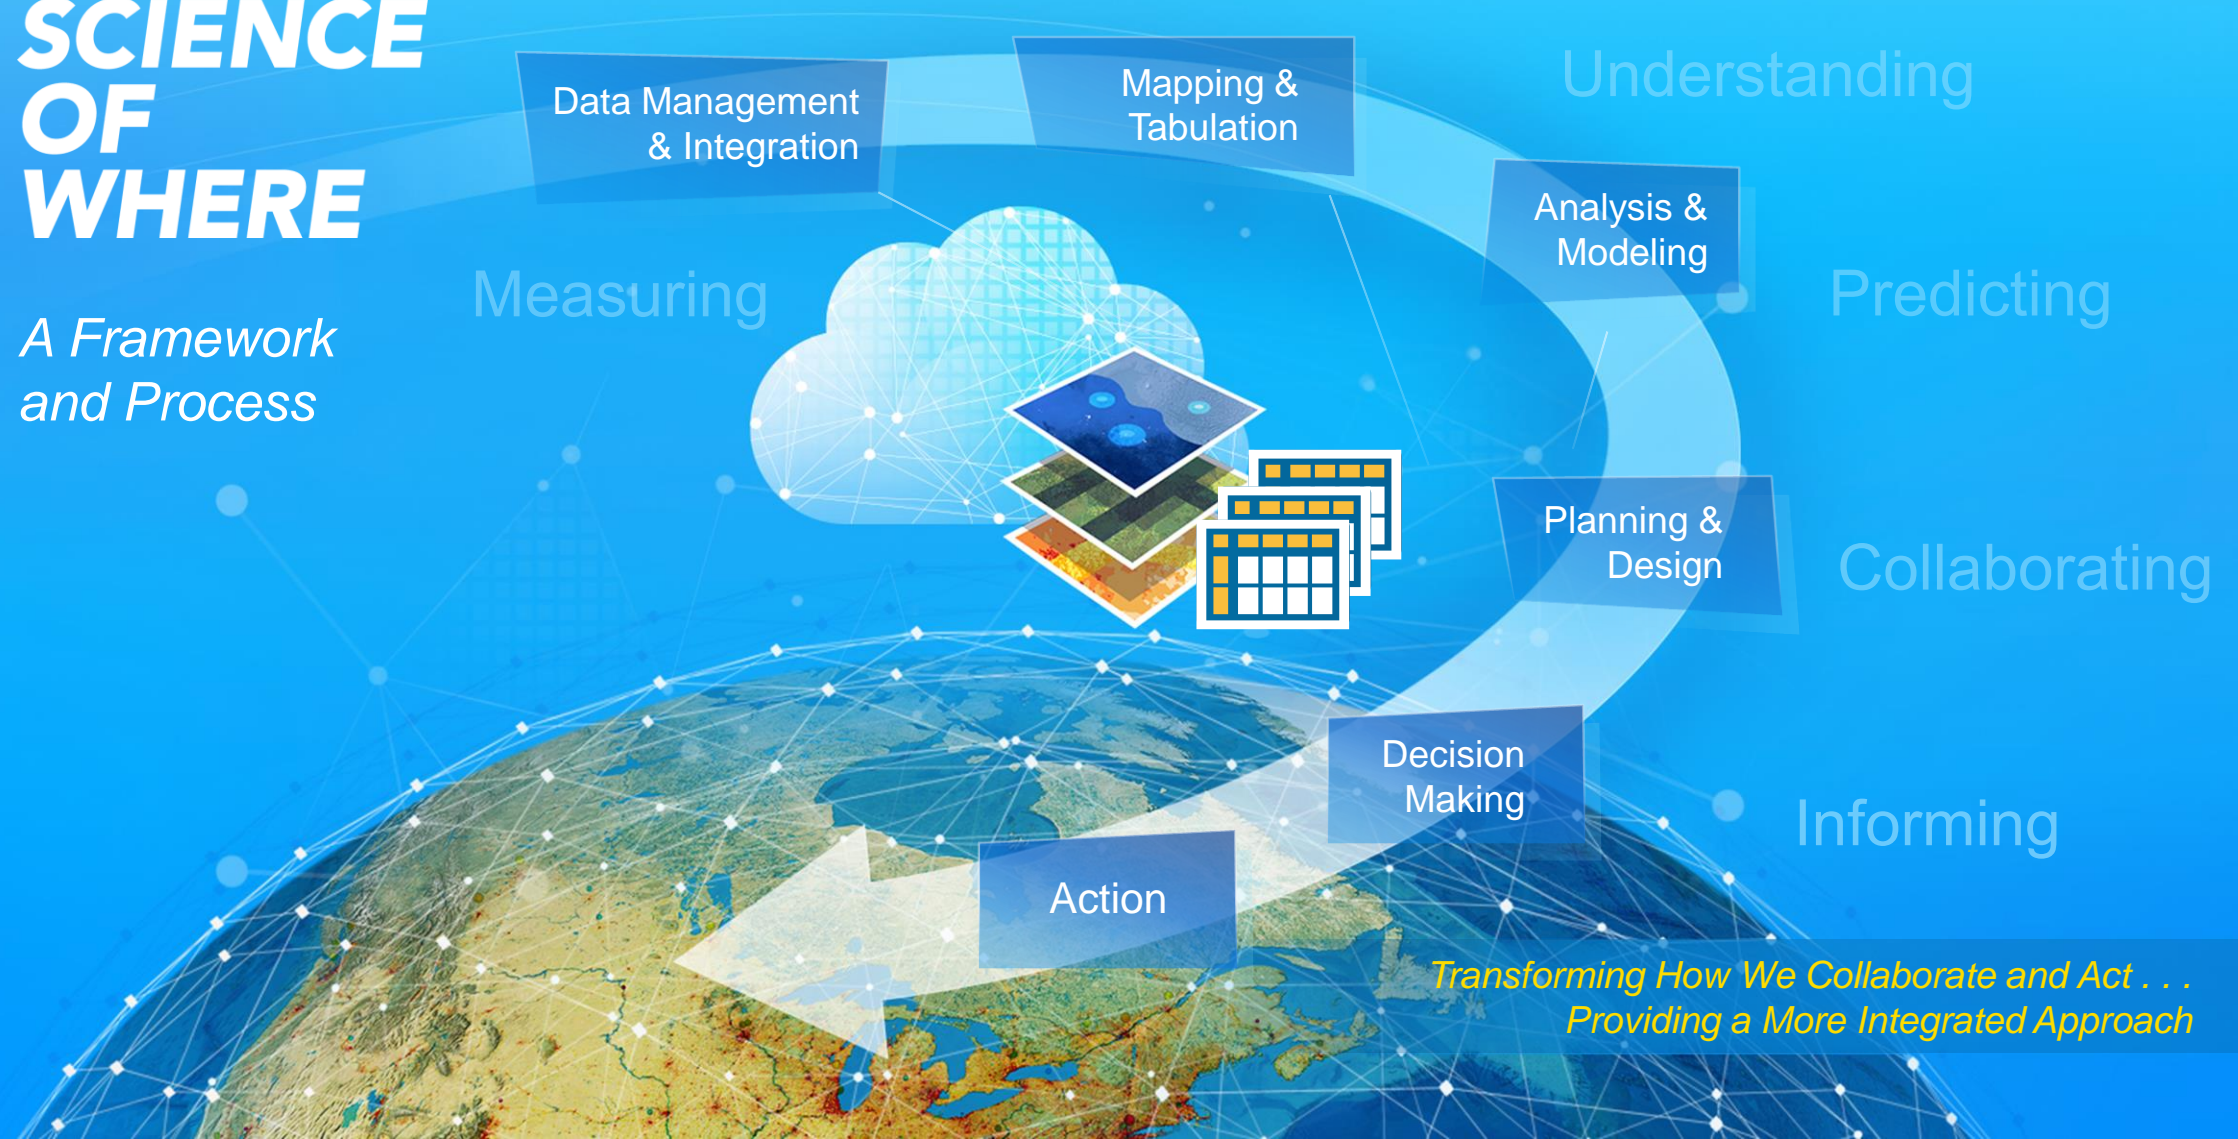 SCIENCE
OF
WHERE
A Framework
and Process
Data Management
& Integration
Mapping &
Tabulation
Understanding
Analysis &
Modeling
Measuring
Predicting
Planning &
Design
Collaborating
Decision
Making
Informing
Action
Transforming How We Collaborate and Act . . .
Providing a More Integrated Approach